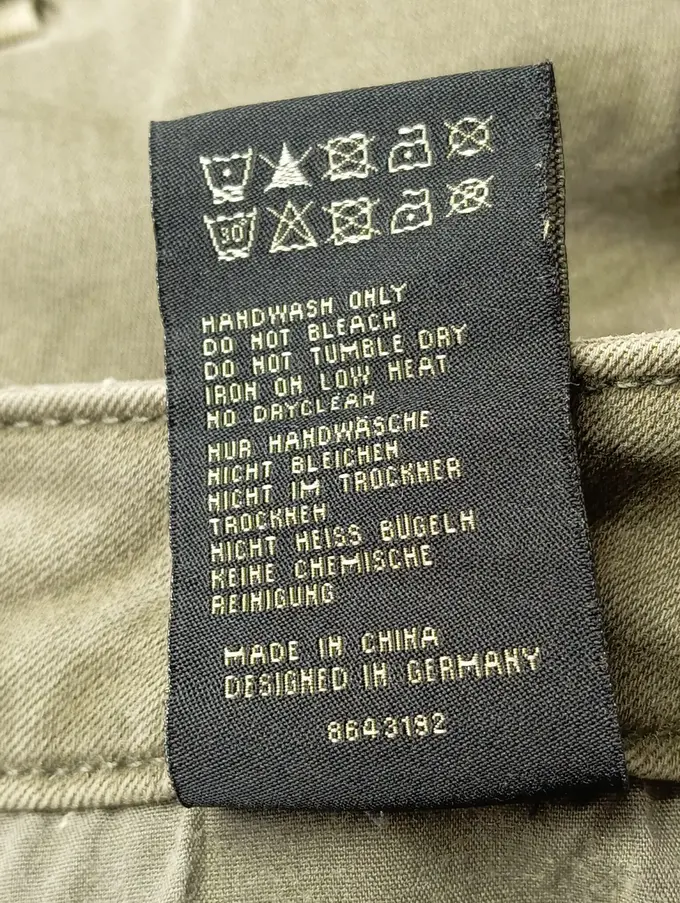 30°
HANDWASH ONLY
DO NOT BLEACH
DO NOT TUMBLE DRY
IRON ON LOW HEAT
NO DRYCLEAN
NUR HANDWÄSCHE
NICHT BLEICHEN
NICHT IM TROCKNER
TROCKNEN
NICHT HEISS BÜGELN
KEINE CHEMISCHE
REINIGUNG
MADE IN CHINA
DESIGNED IN GERMANY
8643192